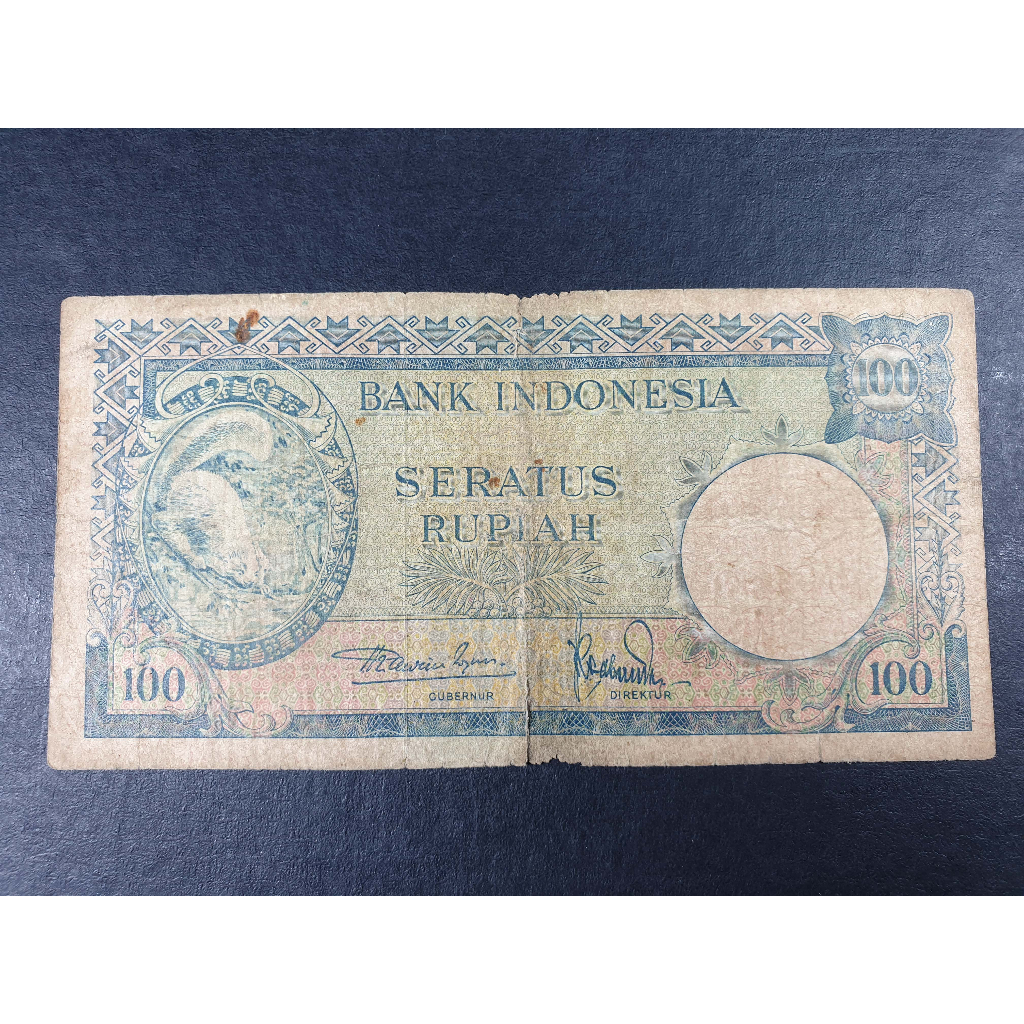 100
BANK INDONESIA
SERATUS
RUPIAH
GUBERNUR
DIREKTUR
100
100